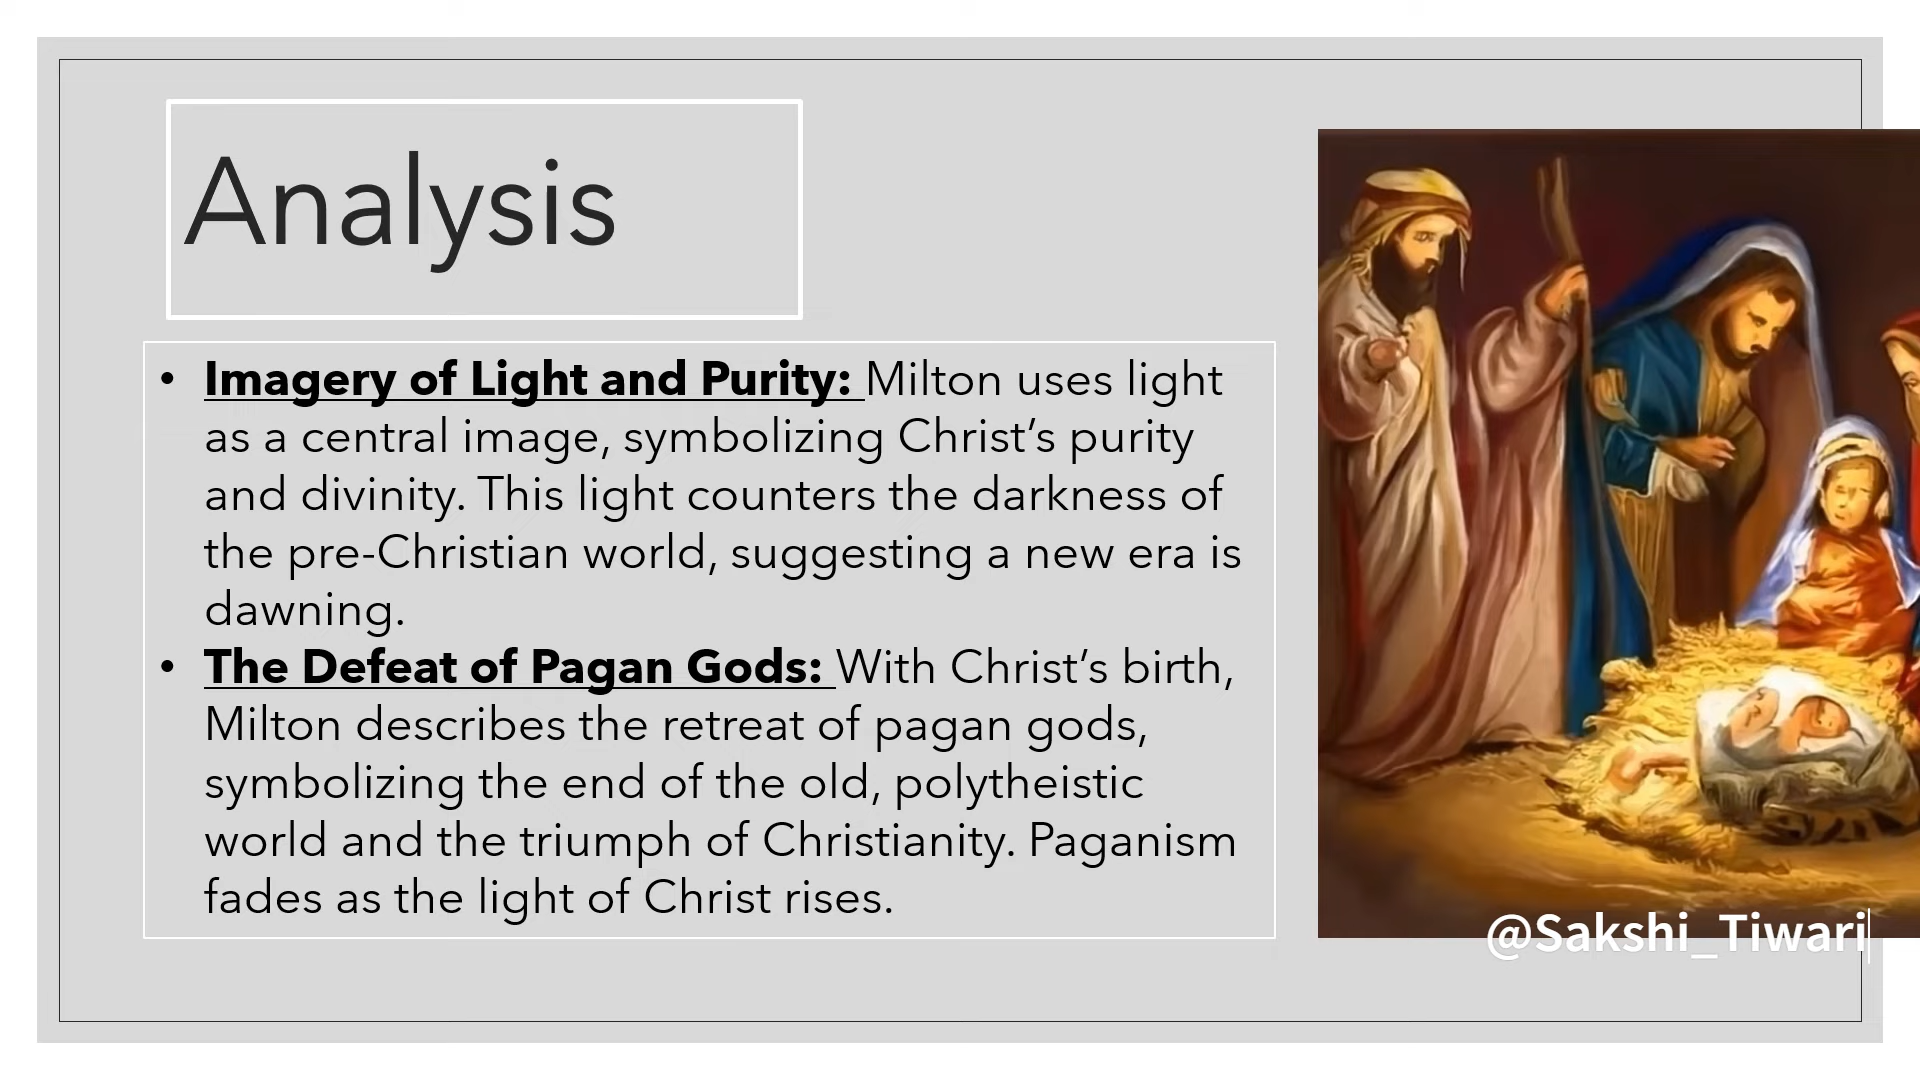 Analysis
• Imagery of Light and Purity: Milton uses light
as a central image, symbolizing Christ’s purity
and divinity. This light counters the darkness of
the pre-Christian world, suggesting a new era is
dawning.
• The Defeat of Pagan Gods: With Christ’s birth,
Milton describes the retreat of pagan gods,
symbolizing the end of the old, polytheistic
world and the triumph of Christianity. Paganism
fades as the light of Christ rises.
@Sakshi_Tiwari